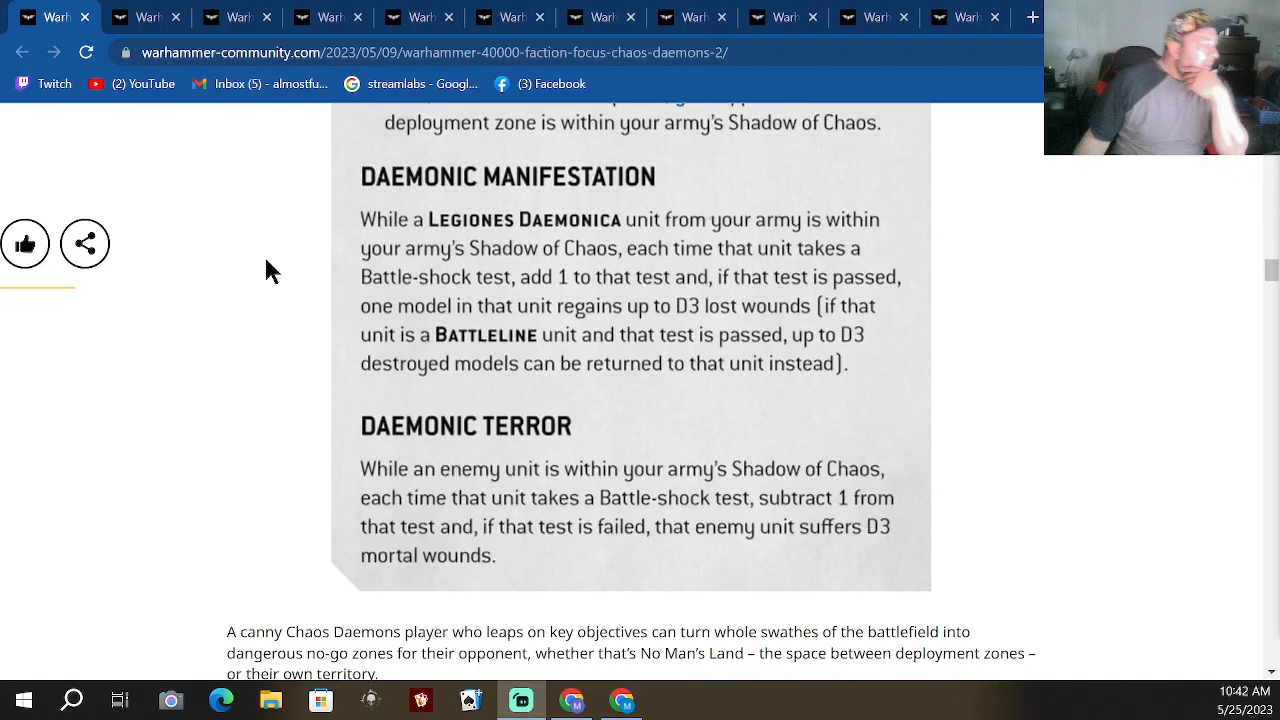 Warh
Warh
Warh
Warh
Warh
Warh
Warh
Warh
Warh
Warh
Warh
warhammer-community.com/2023/05/09/warhammer-40000-faction-focus-chaos-daemons-2/
Twitch
(2) YouTube
Inbox (5) - almostfu...
streamlabs - Googl...
(3) Facebook
deployment zone is within your army's Shadow of Chaos.
DAEMONIC MANIFESTATION
While a LEGIONES DAEMONICA unit from your army is within
your army's Shadow of Chaos, each time that unit takes a
Battle-shock test, add 1 to that test and, if that test is passed,
one model in that unit regains up to D3 lost wounds (if that
unit is a BATTLELINE unit and that test is passed, up to D3
destroyed models can be returned to that unit instead).
DAEMONIC TERROR
While an enemy unit is within your army's Shadow of Chaos,
each time that unit takes a Battle-shock test, subtract 1 from
that test and, if that test is failed, that enemy unit suffers D3
mortal wounds.
A canny Chaos Daemons player who leaps on key objectives can turn whole swathes of the battlefield into
dangerous no-go zones for their opponent, whether that's No Man's Land – the space between deployment zones –
or their own territory.
10:42 AM
5/25/2023